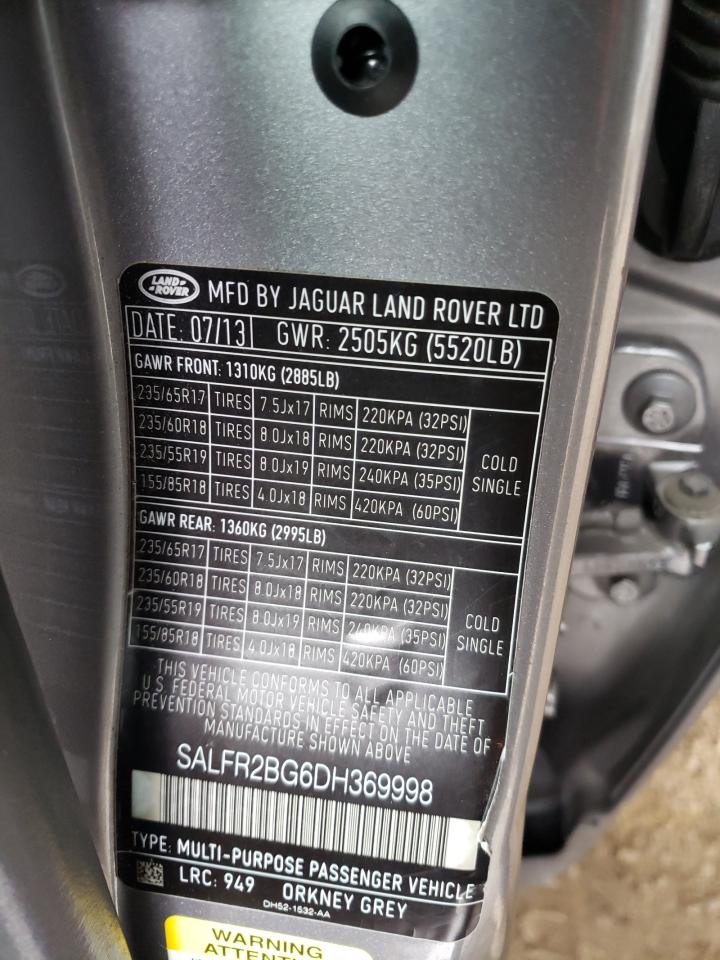 LAND ROVER MFD BY JAGUAR LAND ROVER LTD
DATE: 07/13 GWR: 2505KG (5520LB)
GAWR FRONT: 1310KG (2885LB)
235/65R17 TIRES 7.5Jx17 RIMS 220KPA (32PSI)
235/60R18 TIRES 8.0Jx18 RIMS 220KPA (32PSI)
235/55R19 TIRES 8.0Jx19 RIMS 240KPA (35PSI)
155/85R18 TIRES 4.0Jx18 RIMS 420KPA (60PSI)
COLD
SINGLE
GAWR REAR: 1360KG (2995LB)
235/65R17 TIRES 7.5Jx17 RIMS 220KPA (32PSI)
235/60R18 TIRES 8.0Jx18 RIMS 220KPA (32PSI)
235/55R19 TIRES 8.0Jx19 RIMS 240KPA (35PSI)
155/85R18 TIRES 4.0Jx18 RIMS 420KPA (60PSI)
COLD
SINGLE
THIS VEHICLE CONFORMS TO ALL APPLICABLE
U.S FEDERAL MOTOR VEHICLE SAFETY AND THEFT
PREVENTION STANDARDS IN EFFECT ON THE DATE OF
MANUFACTURE SHOWN ABOVE
SALFR2BG6DH369998
TYPE: MULTI-PURPOSE PASSENGER VEHICLE
LRC: 949 ORKNEY GREY
DH52-1532-AA
WARNING